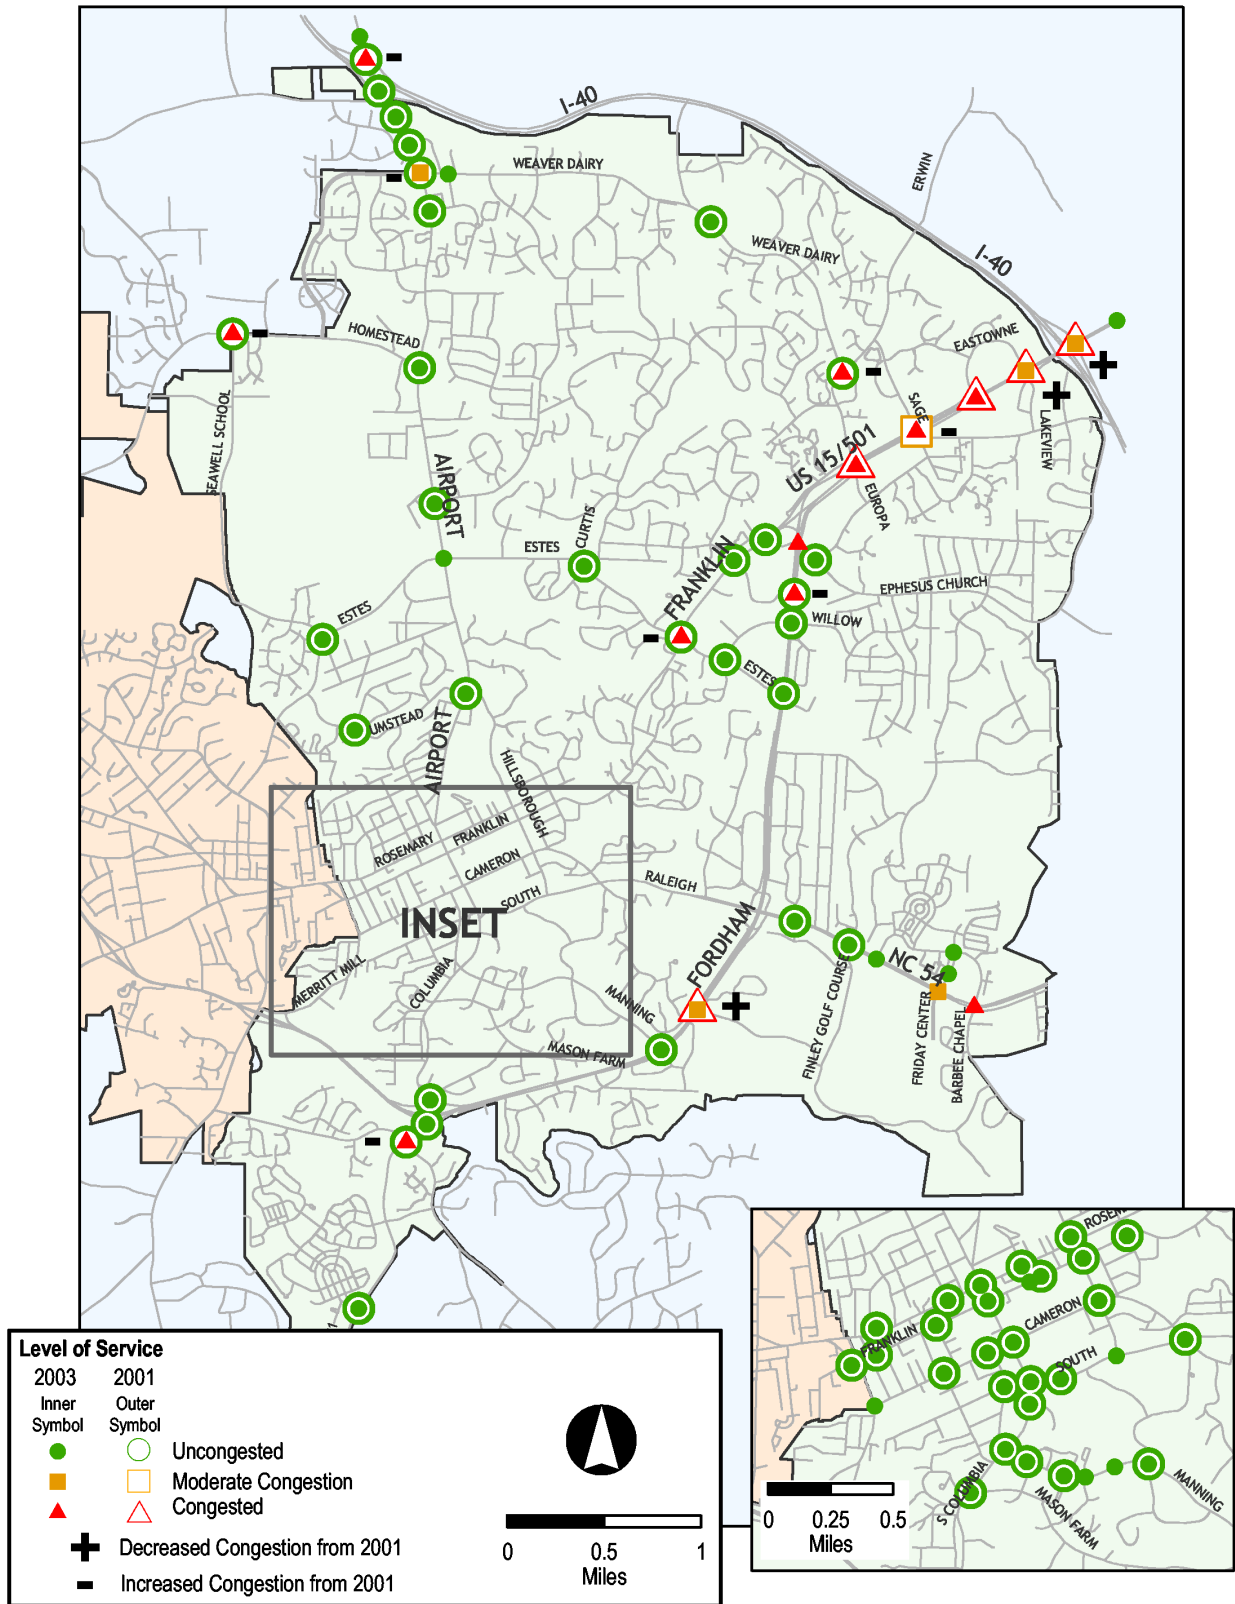 I-40
WEAVER DAIRY
ERWIN
WEAVER DAIRY
I-40
HOMESTEAD
EASTOWNE
SEAWELL SCHOOL
SAGE
LAKEVIEW
US 15/501
AIRPORT
EUROPA
CURTIS
ESTES
FRANKLIN
EPHESUS CHURCH
ESTES
WILLOW
ESTES
UMSTEAD
AIRPORT
HILLSBOROUGH
ROSEMARY
FRANKLIN
CAMERON
RALEIGH
SOUTH
INSET
FORDHAM
NC 54
MERRITT MILL
COLUMBIA
MANNING
FINLEY GOLF COURSE
FRIDAY CENTER
BARBEE CHAPEL
MASON FARM
ROSEM
FRANKLIN
CAMERON
SOUTH
S COLUMBIA
MASON FARM
MANNING
0 0.25 0.5
Miles
Level of Service
2003 2001
Inner Outer
Symbol Symbol
Uncongested
Moderate Congestion
Congested
Decreased Congestion from 2001
Increased Congestion from 2001
0 0.5 1
Miles